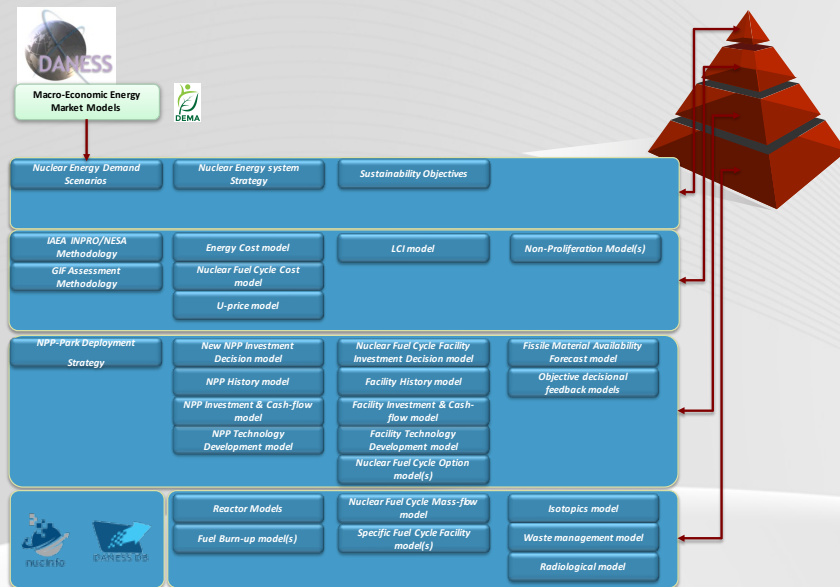 DANESS
Macro-Economic Energy
Market Models
DEMA
Nuclear Energy Demand
Scenarios
Nuclear Energy system
Strategy
Sustainability Objectives
IAEA INPRO/NESA
Methodology
Energy Cost model
LCI model
Non-Proliferation Model(s)
GIF Assessment
Methodology
Nuclear Fuel Cycle Cost
model
U-price model
NPP-Park Deployment
Strategy
New NPP Investment
Decision model
Nuclear Fuel Cycle Facility
Investment Decision model
Fissile Material Availability
Forecast model
NPP History model
Facility History model
Objective decisional
feedback models
NPP Investment & Cash-flow
model
Facility Investment & Cash-
flow model
NPP Technology
Development model
Facility Technology
Development model
Nuclear Fuel Cycle Option
model(s)
nucinfo
DANESS DB
Reactor Models
Nuclear Fuel Cycle Mass-flow
model
Isotopics model
Fuel Burn-up model(s)
Specific Fuel Cycle Facility
model(s)
Waste management model
Radiological model